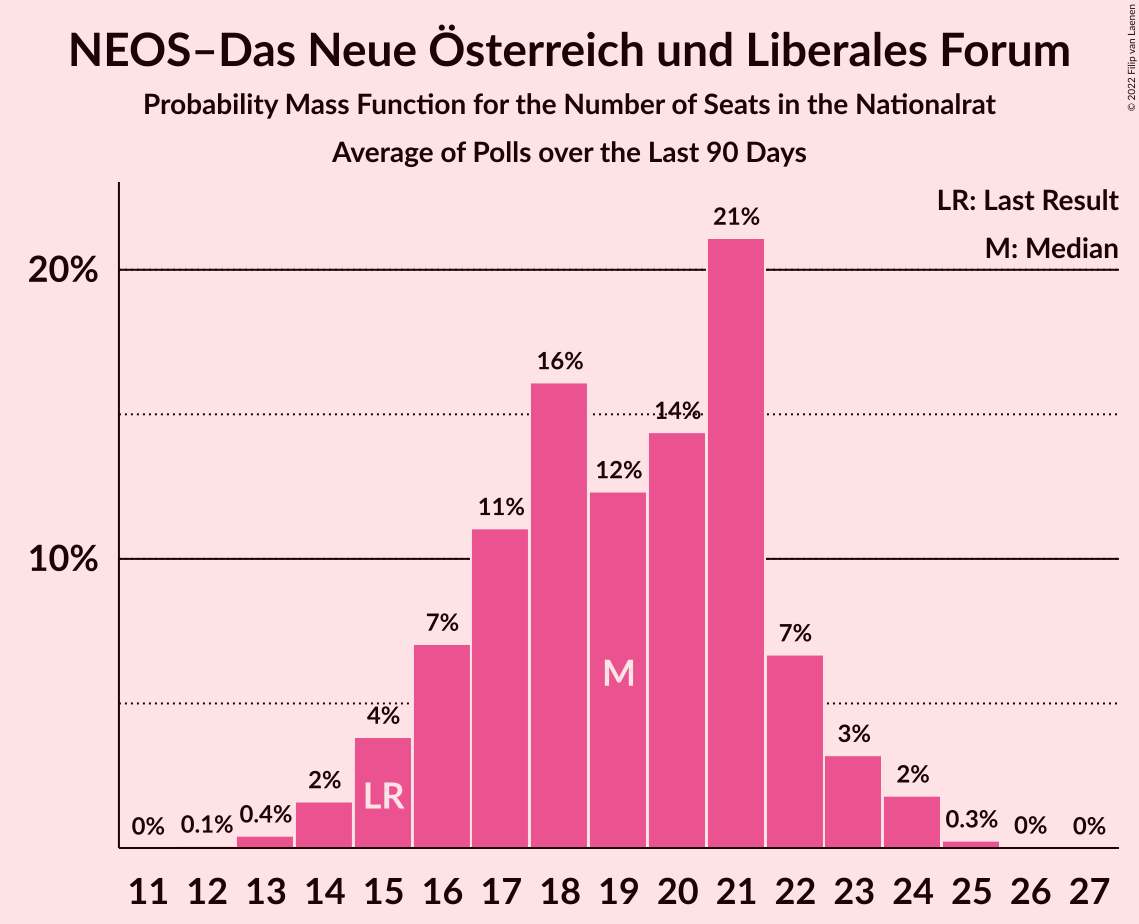 NEOS–Das Neue Österreich und Liberales Forum
Probability Mass Function for the Number of Seats in the Nationalrat
Average of Polls over the Last 90 Days
© 2022 Filip van Laenen
LR: Last Result
M: Median
20%
10%
0% 0.1% 0.4% 2% 4% 7% 11% 16% 12% 14% 21% 7% 3% 2% 0.3% 0% 0%
LR M
11 12 13 14 15 16 17 18 19 20 21 22 23 24 25 26 27